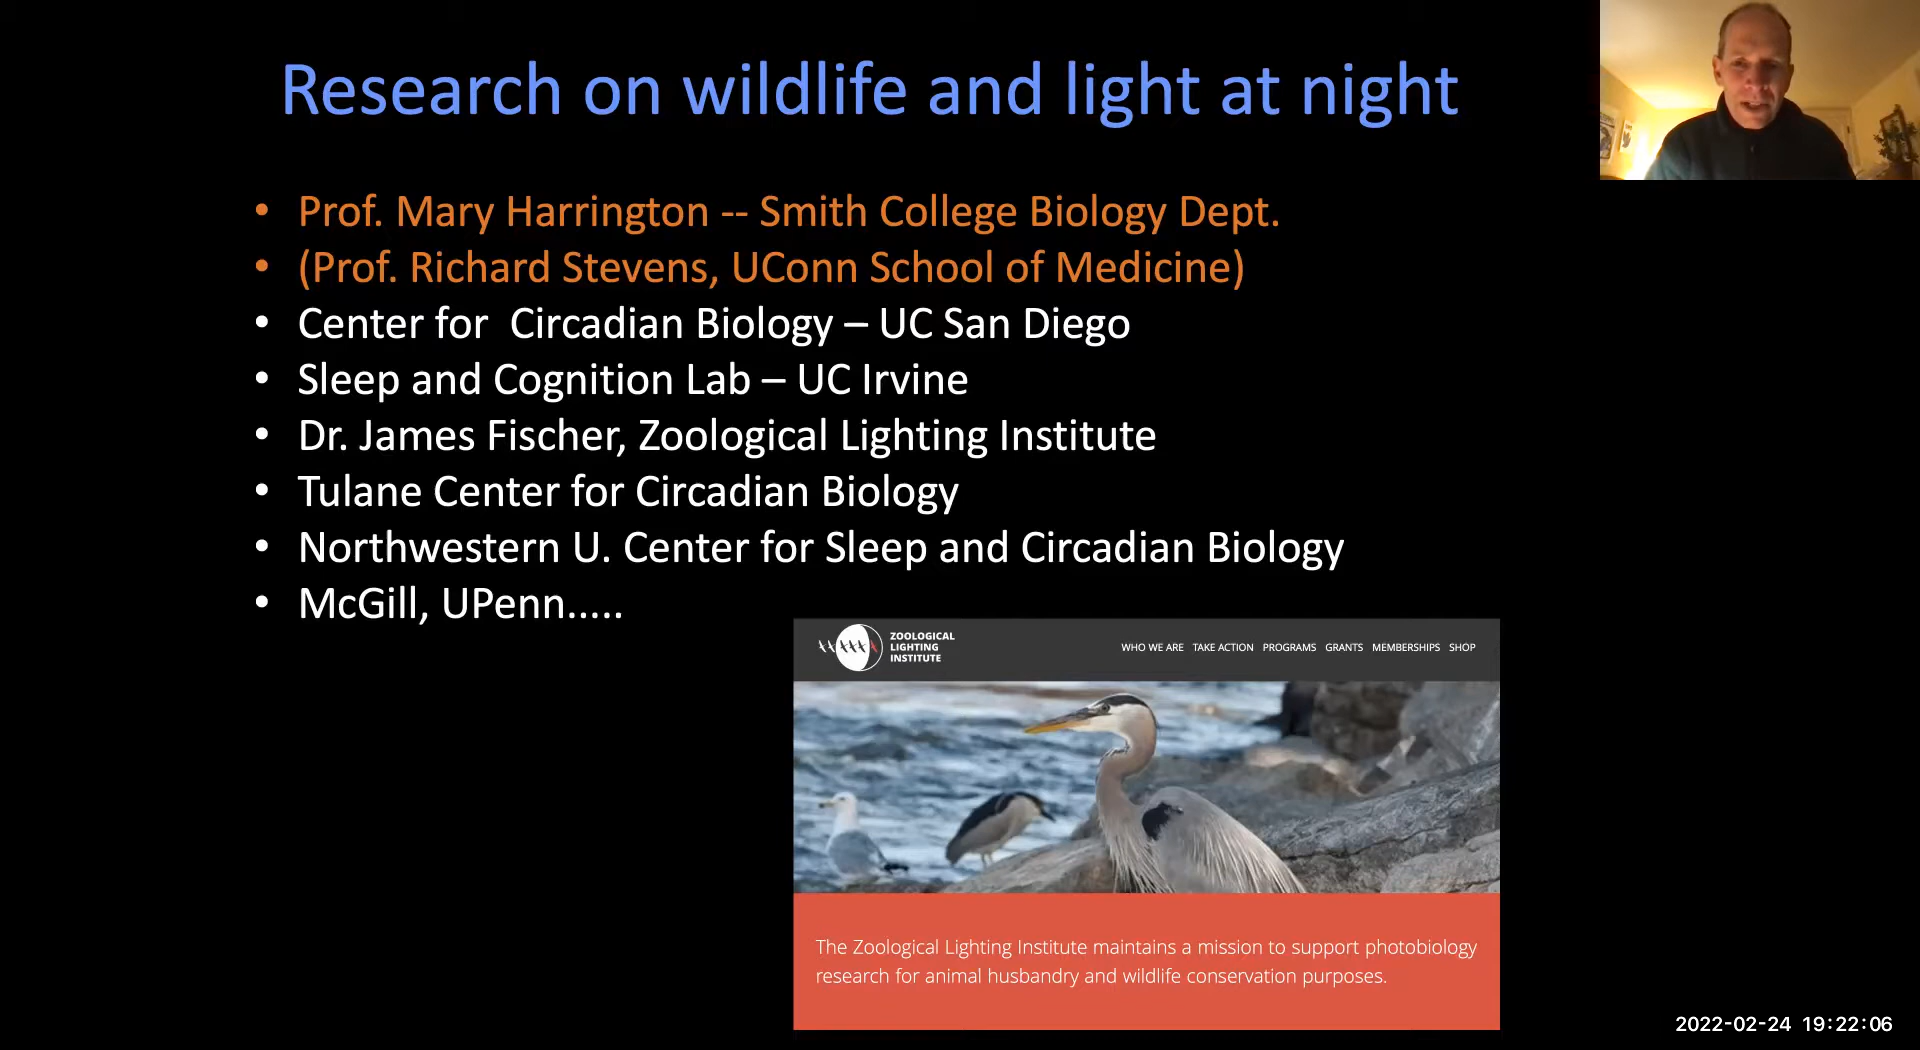 Research on wildlife and light at night
• Prof. Mary Harrington -- Smith College Biology Dept.
• (Prof. Richard Stevens, UConn School of Medicine)
• Center for  Circadian Biology – UC San Diego
• Sleep and Cognition Lab – UC Irvine
• Dr. James Fischer, Zoological Lighting Institute
• Tulane Center for Circadian Biology
• Northwestern U. Center for Sleep and Circadian Biology
• McGill, UPenn.....
ZOOLOGICAL
LIGHTING
INSTITUTE
WHO WE ARE TAKE ACTION PROGRAMS GRANTS MEMBERSHIPS SHOP
The Zoological Lighting Institute maintains a mission to support photobiology
research for animal husbandry and wildlife conservation purposes.
2022-02-24 19:22:06